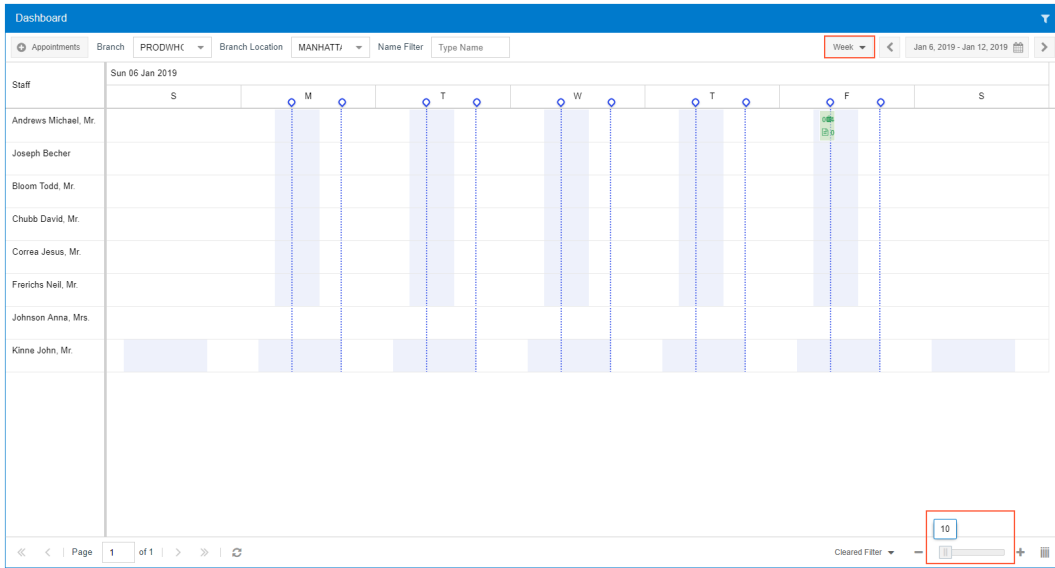 Dashboard
Appointments Branch PRODWHC Branch Location MANHATTA Name Filter Type Name Week Jan 6, 2019 - Jan 12, 2019
Staff
Sun 06 Jan 2019
S M T W T F S
Andrews Michael, Mr.
Joseph Becher
Bloom Todd, Mr.
Chubb David, Mr.
Correa Jesus, Mr.
Frerichs Neil, Mr.
Johnson Anna, Mrs.
Kinne John, Mr.
10
Page 1 of 1 Cleared Filter